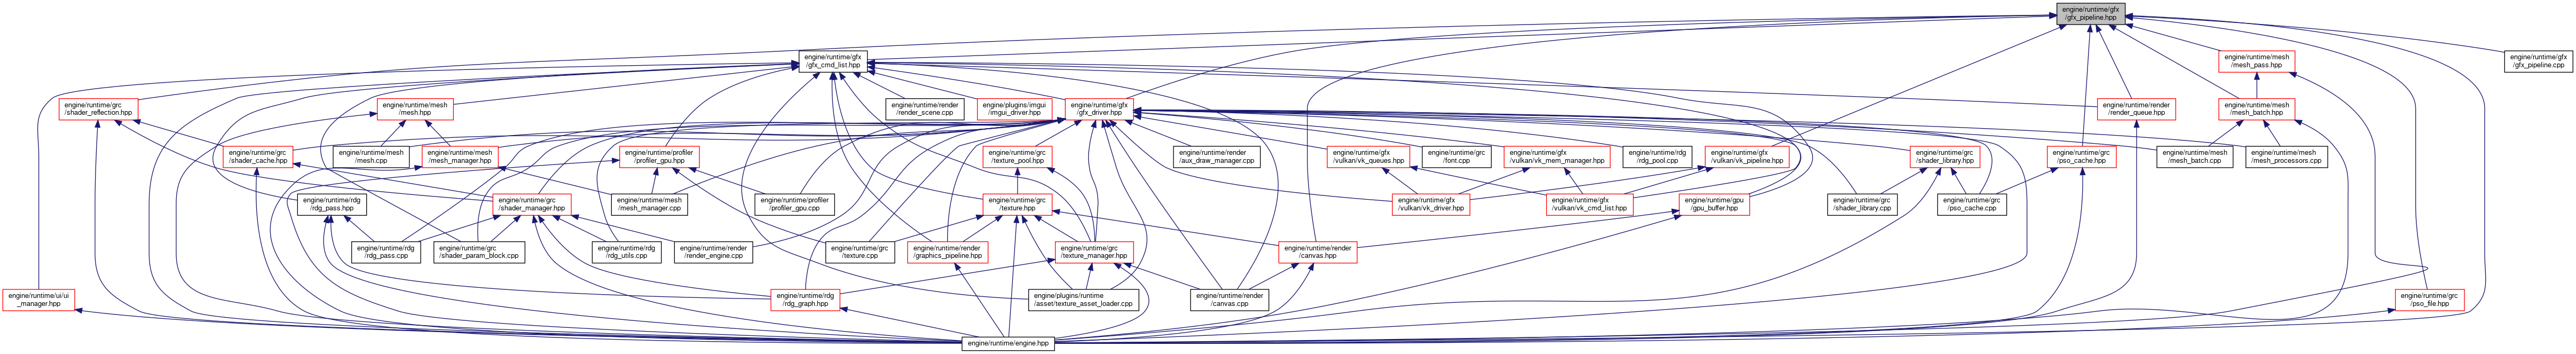 engine/runtime/gfx
/gfx_pipeline.hpp
engine/runtime/gfx
/gfx_cmd_list.hpp
engine/runtime/mesh
/mesh_pass.hpp
engine/runtime/gfx
/gfx_pipeline.cpp
engine/runtime/grc
/shader_reflection.hpp
engine/runtime/mesh
/mesh.hpp
engine/runtime/render
/render_scene.cpp
engine/plugins/imgui
/imgui_driver.hpp
engine/runtime/gfx
/gfx_driver.hpp
engine/runtime/render
/render_queue.hpp
engine/runtime/mesh
/mesh_batch.hpp
engine/runtime/grc
/shader_cache.hpp
engine/runtime/mesh
/mesh.cpp
engine/runtime/mesh
/mesh_manager.hpp
engine/runtime/profiler
/profiler_gpu.hpp
engine/runtime/grc
/texture_pool.hpp
engine/runtime/render
/aux_draw_manager.cpp
engine/runtime/gfx
/vulkan/vk_queues.hpp
engine/runtime/grc
/font.cpp
engine/runtime/gfx
/vulkan/vk_mem_manager.hpp
engine/runtime/rdg
/rdg_pool.cpp
engine/runtime/gfx
/vulkan/vk_pipeline.hpp
engine/runtime/grc
/shader_library.hpp
engine/runtime/grc
/pso_cache.hpp
engine/runtime/mesh
/mesh_batch.cpp
engine/runtime/mesh
/mesh_processors.cpp
engine/runtime/rdg
/rdg_pass.hpp
engine/runtime/grc
/shader_manager.hpp
engine/runtime/mesh
/mesh_manager.cpp
engine/runtime/profiler
/profiler_gpu.cpp
engine/runtime/grc
/texture.hpp
engine/runtime/gfx
/vulkan/vk_driver.hpp
engine/runtime/gfx
/vulkan/vk_cmd_list.hpp
engine/runtime/gpu
/gpu_buffer.hpp
engine/runtime/grc
/shader_library.cpp
engine/runtime/grc
/pso_cache.cpp
engine/runtime/rdg
/rdg_pass.cpp
engine/runtime/grc
/shader_param_block.cpp
engine/runtime/rdg
/rdg_utils.cpp
engine/runtime/render
/render_engine.cpp
engine/runtime/grc
/texture.cpp
engine/runtime/render
/graphics_pipeline.hpp
engine/runtime/grc
/texture_manager.hpp
engine/runtime/render
/canvas.hpp
engine/runtime/ui/ui
_manager.hpp
engine/runtime/rdg
/rdg_graph.hpp
engine/plugins/runtime
/asset/texture_asset_loader.cpp
engine/runtime/render
/canvas.cpp
engine/runtime/grc
/pso_file.hpp
engine/runtime/engine.hpp